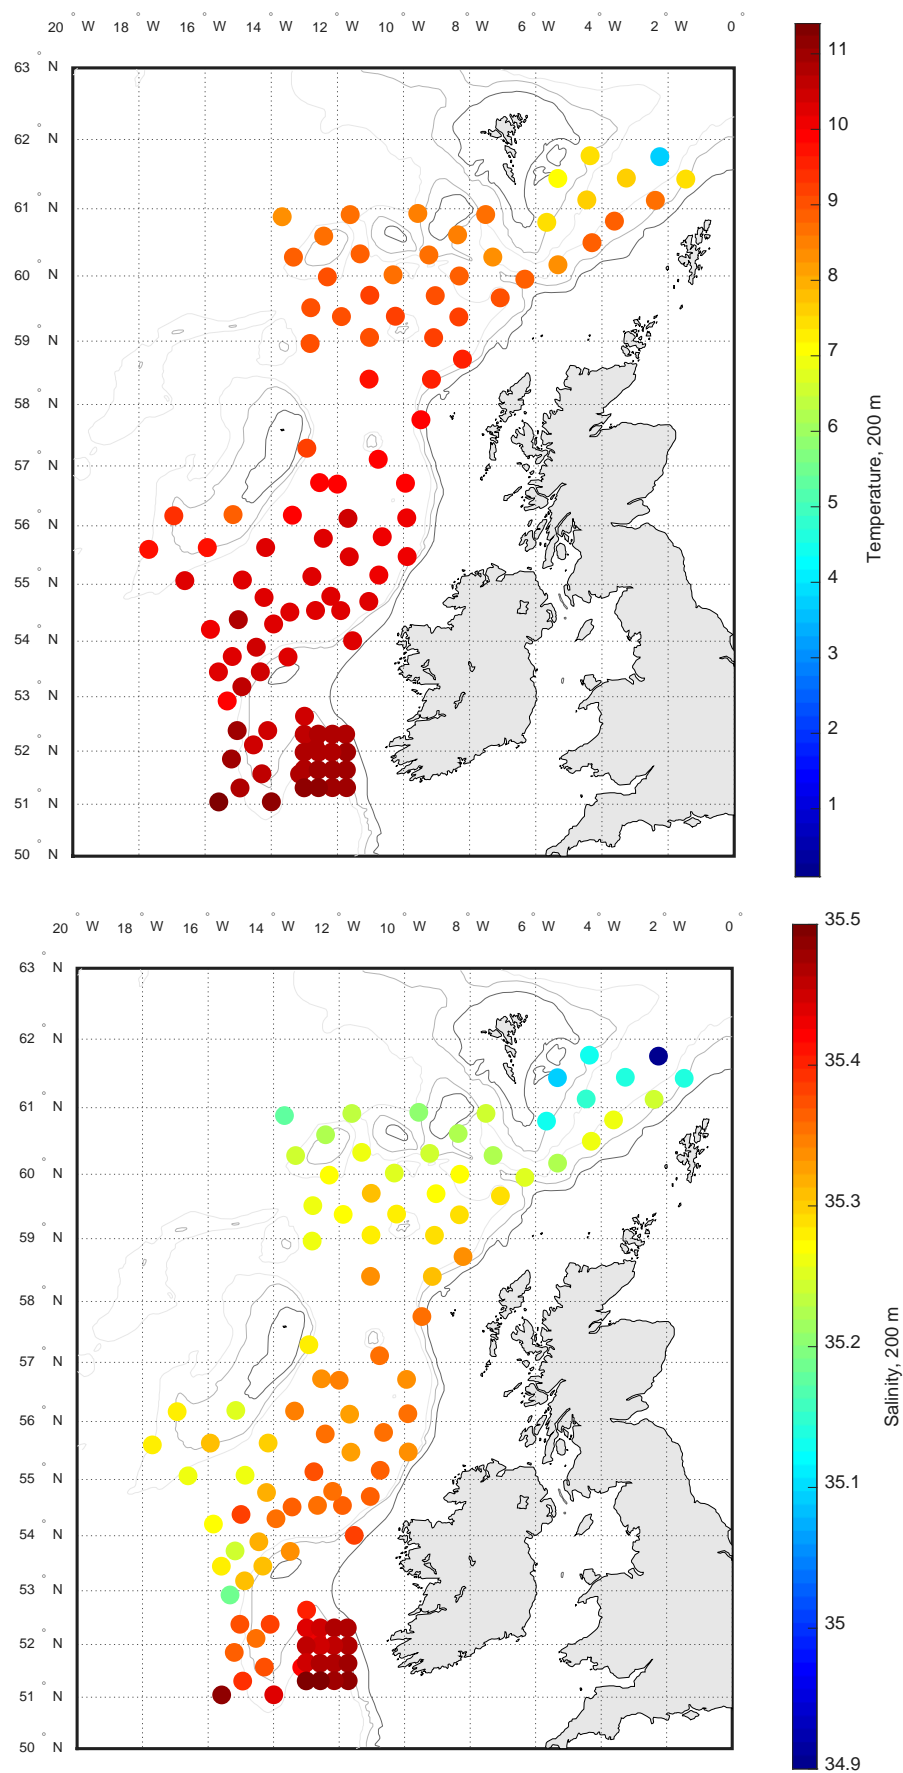 20 °W 18 °W 16 °W 14 °W 12 °W 10 °W 8 °W 6 °W 4 °W 2 °W 0°
63 °N
62 °N
61 °N
60 °N
59 °N
58 °N
57 °N
56 °N
55 °N
54 °N
53 °N
52 °N
51 °N
50 °N
11
10
9
8
7
6
5
4
3
2
1
Temperature, 200 m
20 °W 18 °W 16 °W 14 °W 12 °W 10 °W 8 °W 6 °W 4 °W 2 °W 0°
63 °N
62 °N
61 °N
60 °N
59 °N
58 °N
57 °N
56 °N
55 °N
54 °N
53 °N
52 °N
51 °N
50 °N
35.5
35.4
35.3
35.2
35.1
35
34.9
Salinity, 200 m